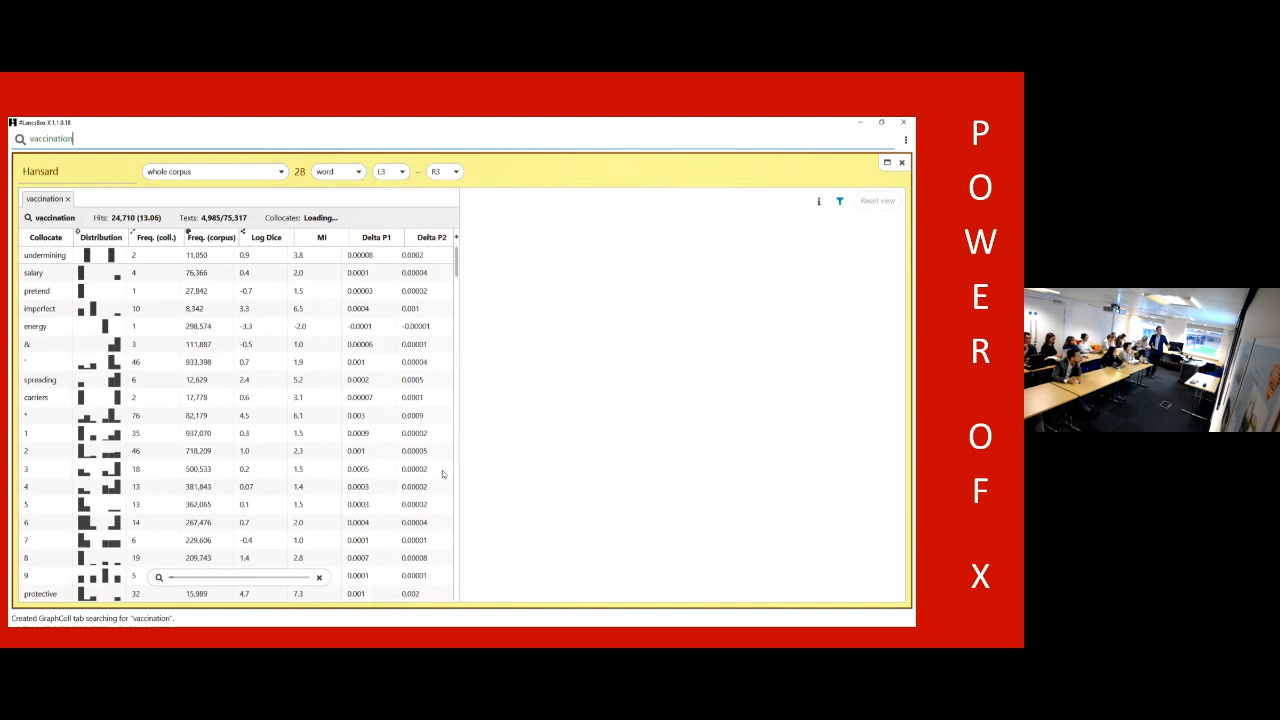 #LancsBox X 1.1.0.18
vaccination
Hansard whole corpus 2B word L3 – R3
vaccination ×
vaccination Hits: 24,710 (13.06) Texts: 4,985/75,317 Collocates: Loading...
Reset view
Collocate Distribution Freq. (coll.) Freq. (corpus) Log Dice MI Delta P1 Delta P2
undermining 2 11,050 0.9 3.8 0.00008 0.0002
salary 4 76,366 0.4 2.0 0.0001 0.00004
pretend 1 27,842 -0.7 1.5 0.00003 0.00002
imperfect 10 8,342 3.3 6.5 0.0004 0.001
energy 1 298,574 -3.3 -2.0 -0.0001 -0.00001
& 3 111,887 -0.5 1.0 0.00006 0.00001
' 46 933,398 0.7 1.9 0.001 0.00004
spreading 6 12,629 2.4 5.2 0.0002 0.0005
carriers 2 17,778 0.6 3.1 0.00007 0.0001
* 76 82,179 4.5 6.1 0.003 0.0009
1 35 937,070 0.3 1.5 0.0009 0.00002
2 46 718,209 1.0 2.3 0.001 0.00005
3 18 500,533 0.2 1.5 0.0005 0.00002
4 13 381,843 0.07 1.4 0.0003 0.00002
5 13 362,065 0.1 1.5 0.0003 0.00002
6 14 267,476 0.7 2.0 0.0004 0.00004
7 6 229,606 -0.4 1.0 0.0001 0.00001
8 19 209,743 1.4 2.8 0.0007 0.00008
9 5 0.0001 0.00001
protective 32 15,989 4.7 7.3 0.001 0.002
Created GraphColl tab searching for "vaccination".
POWER
OF
X